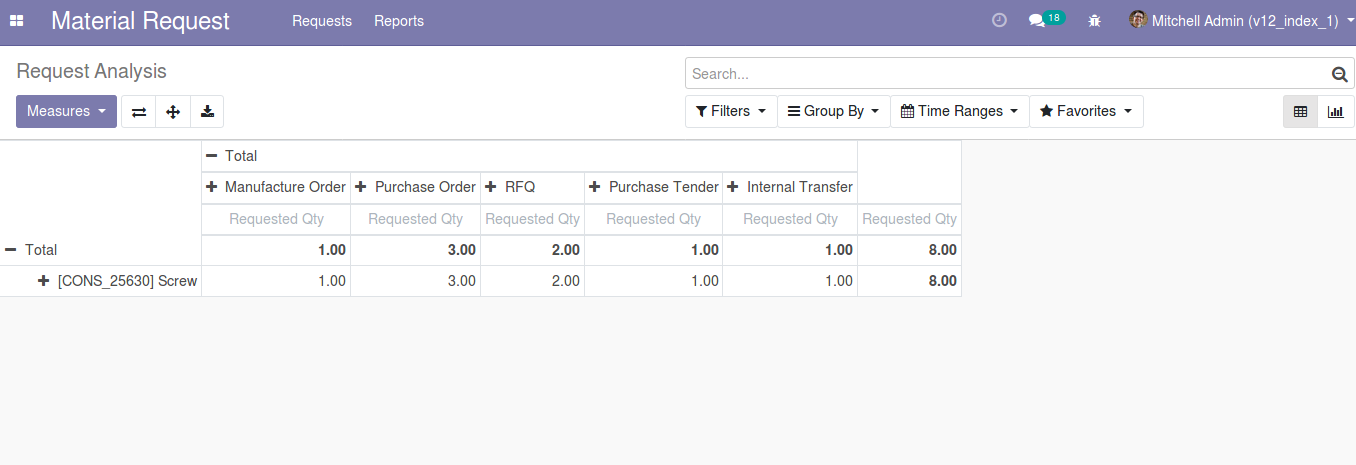 Material Request Requests Reports 18 Mitchell Admin (v12_index_1)
Request Analysis Search...
Measures Filters Group By Time Ranges Favorites
Total
Manufacture Order Purchase Order RFQ Purchase Tender Internal Transfer
Requested Qty Requested Qty Requested Qty Requested Qty Requested Qty Requested Qty
Total 1.00 3.00 2.00 1.00 1.00 8.00
[CONS_25630] Screw 1.00 3.00 2.00 1.00 1.00 8.00